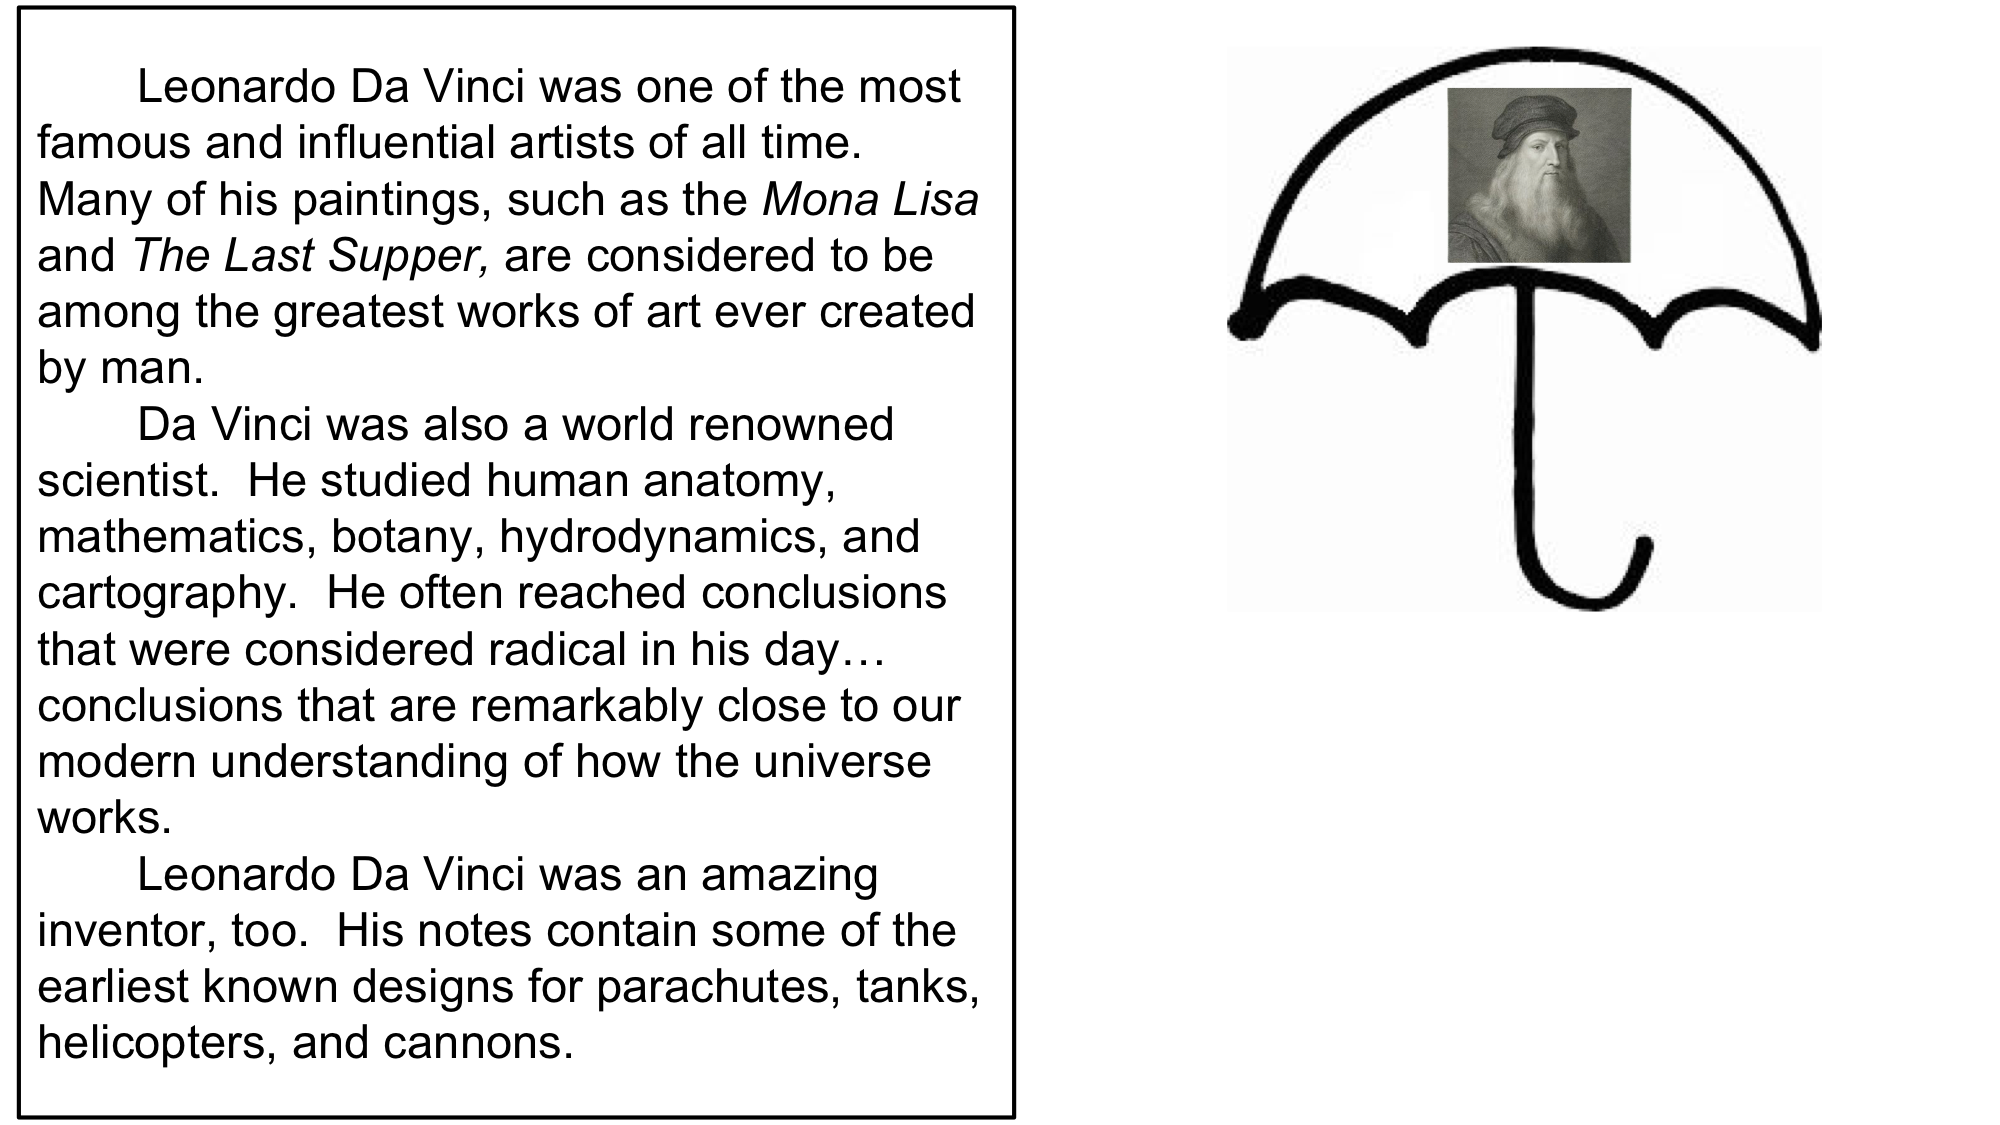 Leonardo Da Vinci was one of the most
famous and influential artists of all time.
Many of his paintings, such as the Mona Lisa
and The Last Supper, are considered to be
among the greatest works of art ever created
by man.
Da Vinci was also a world renowned
scientist.  He studied human anatomy,
mathematics, botany, hydrodynamics, and
cartography.  He often reached conclusions
that were considered radical in his day…
conclusions that are remarkably close to our
modern understanding of how the universe
works.
Leonardo Da Vinci was an amazing
inventor, too.  His notes contain some of the
earliest known designs for parachutes, tanks,
helicopters, and cannons.